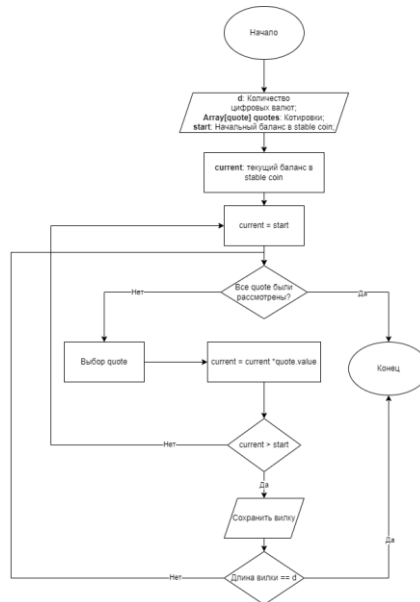 Начало
d: Количество
цифровых валют;
Array[quote] quotes: Котировки;
start: Начальный баланс в stable coin;
current: текущий баланс в
stable coin
current = start
Все quote были
рассмотрены?
Нет
Да
Выбор quote
current = current *quote.value
Конец
current > start
Нет
Да
Сохранить вилку
Да
Длина вилки == d
Нет